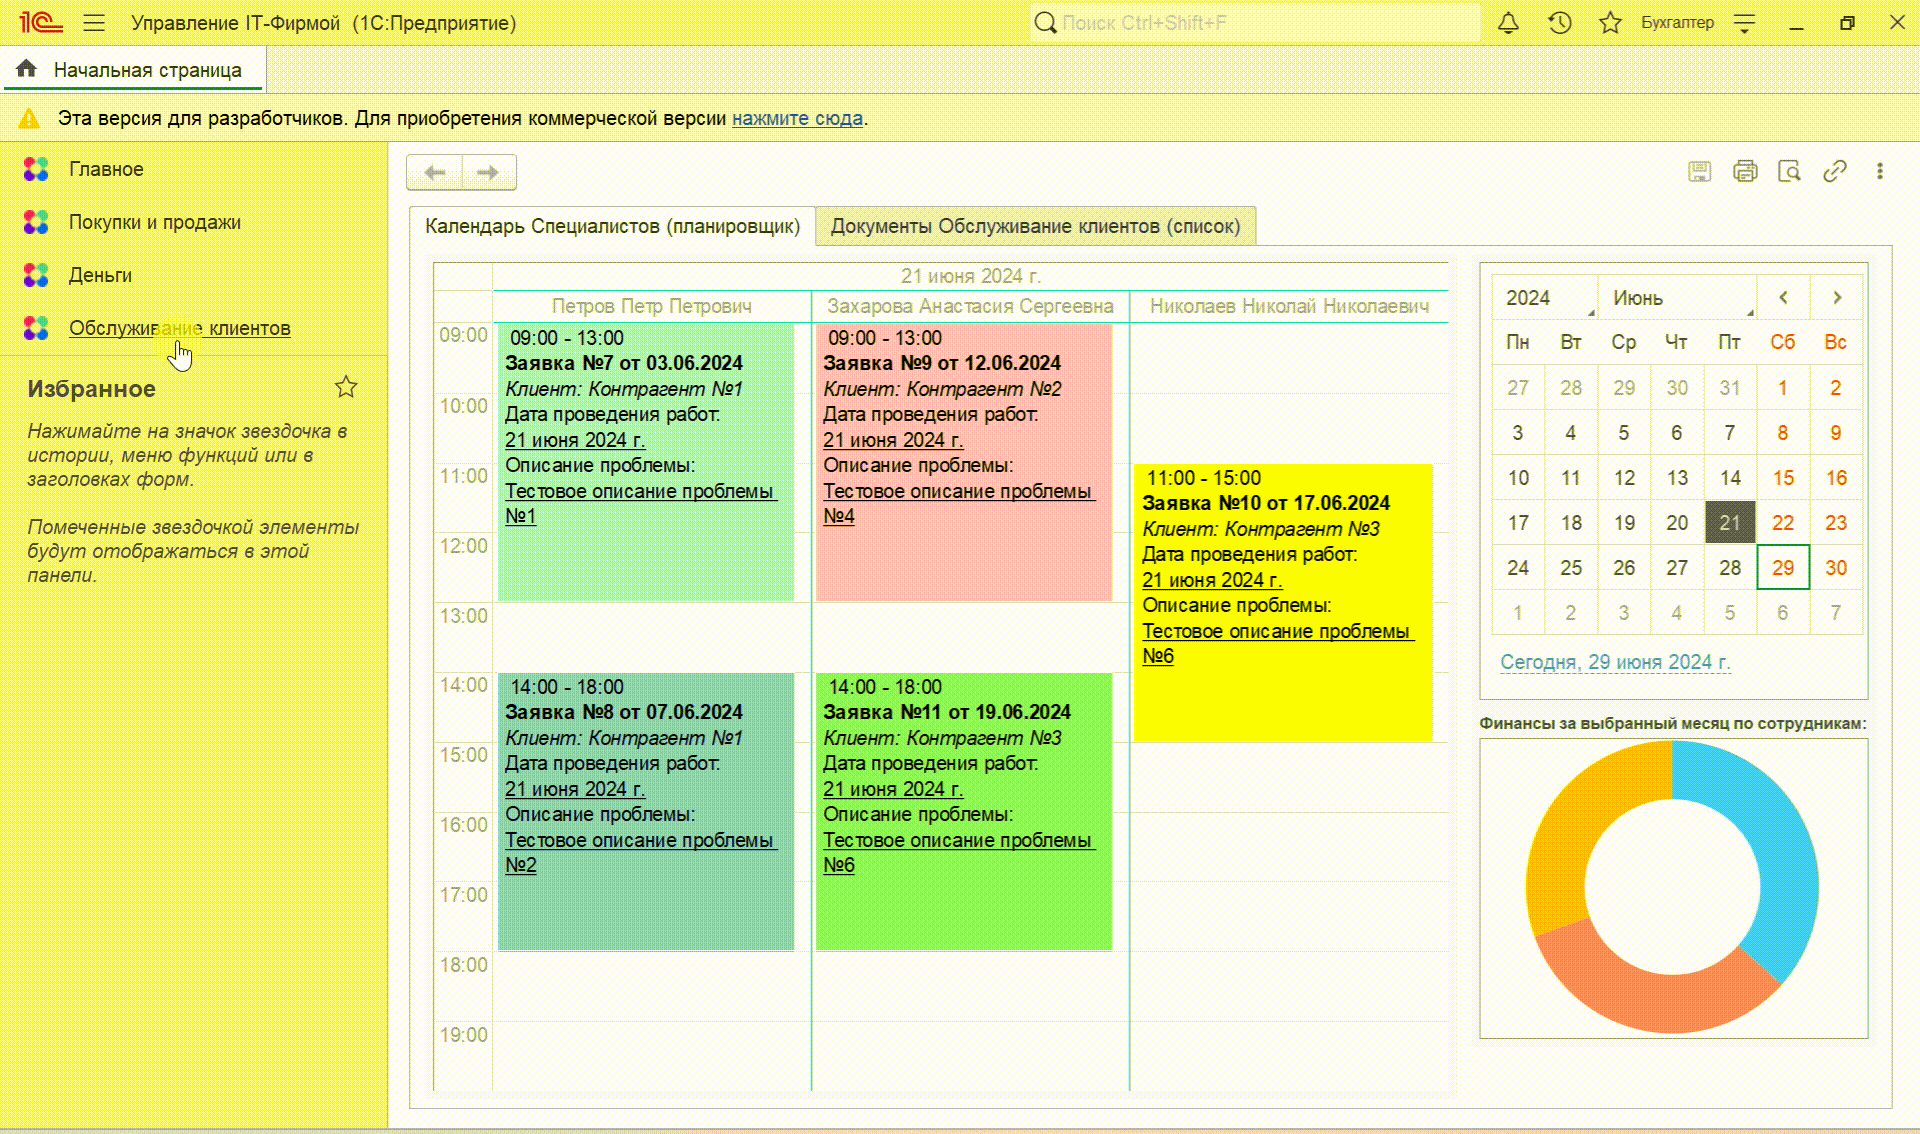 1С Управление IT-Фирмой (1С:Предприятие)
Поиск Ctrl+Shift+F
Бухгалтер
Начальная страница
Эта версия для разработчиков. Для приобретения коммерческой версии нажмите сюда.
Главное
Покупки и продажи
Деньги
Обслуживание клиентов
Избранное
Нажимайте на значок звездочка в
истории, меню функций или в
заголовках форм.
Помеченные звездочкой элементы
будут отображаться в этой
панели.
Календарь Специалистов (планировщик)
Документы Обслуживание клиентов (список)
21 июня 2024 г.
Петров Петр Петрович
Захарова Анастасия Сергеевна
Николаев Николай Николаевич
09:00
10:00
11:00
12:00
13:00
14:00
15:00
16:00
17:00
18:00
19:00
09:00 - 13:00
Заявка №7 от 03.06.2024
Клиент: Контрагент №1
Дата проведения работ:
21 июня 2024 г.
Описание проблемы:
Тестовое описание проблемы
№1
14:00 - 18:00
Заявка №8 от 07.06.2024
Клиент: Контрагент №1
Дата проведения работ:
21 июня 2024 г.
Описание проблемы:
Тестовое описание проблемы
№2
09:00 - 13:00
Заявка №9 от 12.06.2024
Клиент: Контрагент №2
Дата проведения работ:
21 июня 2024 г.
Описание проблемы:
Тестовое описание проблемы
№4
14:00 - 18:00
Заявка №11 от 19.06.2024
Клиент: Контрагент №3
Дата проведения работ:
21 июня 2024 г.
Описание проблемы:
Тестовое описание проблемы
№6
11:00 - 15:00
Заявка №10 от 17.06.2024
Клиент: Контрагент №3
Дата проведения работ:
21 июня 2024 г.
Описание проблемы:
Тестовое описание проблемы
№6
2024 Июнь
Пн Вт Ср Чт Пт Сб Вс
27 28 29 30 31 1 2
3 4 5 6 7 8 9
10 11 12 13 14 15 16
17 18 19 20 21 22 23
24 25 26 27 28 29 30
1 2 3 4 5 6 7
Сегодня, 29 июня 2024 г.
Финансы за выбранный месяц по сотрудникам: